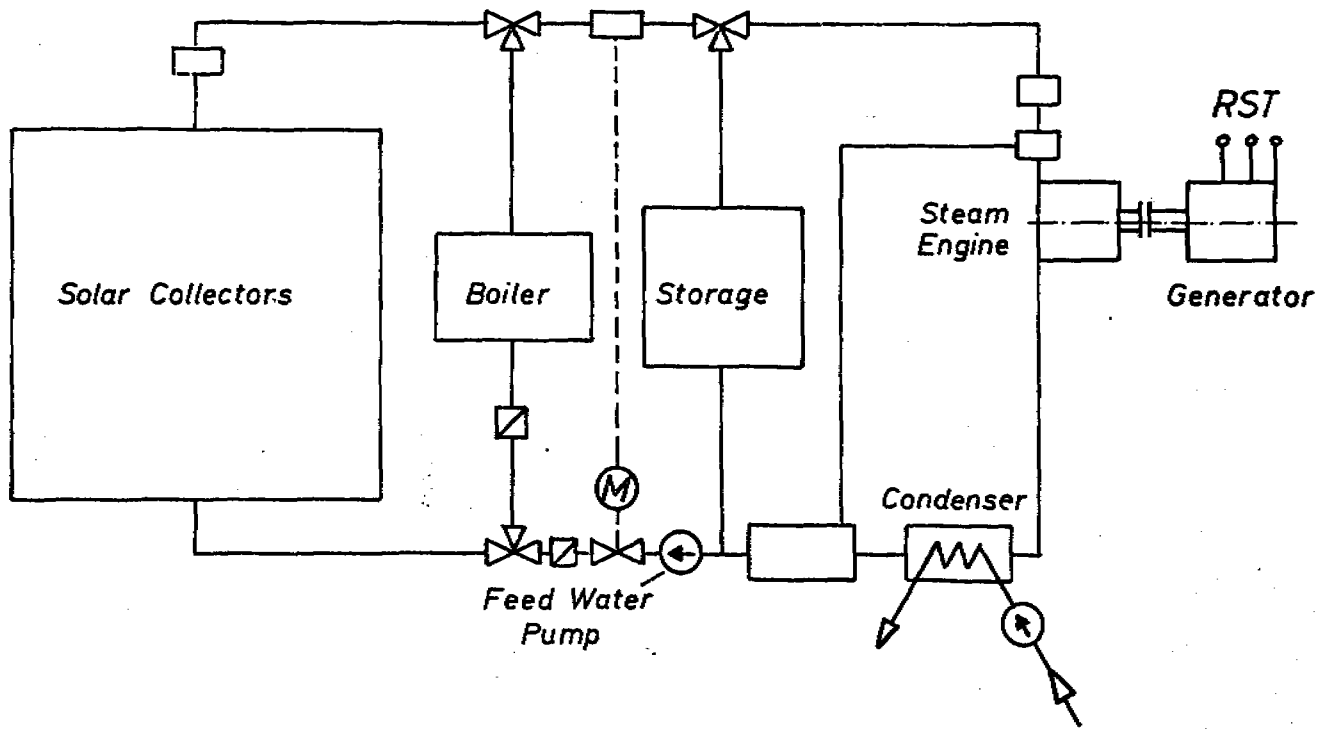 RST
Steam
Engine
Generator
Solar Collectors
Boiler
Storage
M
Condenser
Feed Water
Pump